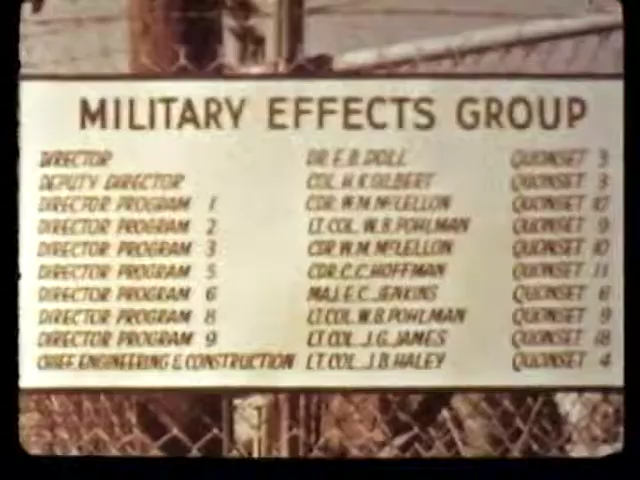 MILITARY EFFECTS GROUP
DIRECTOR DR. E. B. DOLL QUONSET 3
DEPUTY DIRECTOR COL. H. K. GILBERT QUONSET 3
DIRECTOR PROGRAM 1 CDR. W. M. McLELLON QUONSET 10
DIRECTOR PROGRAM 2 LT. COL. W. B. POHLMAN QUONSET 9
DIRECTOR PROGRAM 3 CDR. W. M. McLELLON QUONSET 10
DIRECTOR PROGRAM 5 CDR. C. C. HOFFMAN QUONSET 11
DIRECTOR PROGRAM 6 MAJ. E. C. JENKINS QUONSET 6
DIRECTOR PROGRAM 8 LT. COL. W. B. POHLMAN QUONSET 9
DIRECTOR PROGRAM 9 LT. COL. J. G. JAMES QUONSET 18
CHIEF, ENGINEERING & CONSTRUCTION LT. COL. J. B. HALEY QUONSET 4